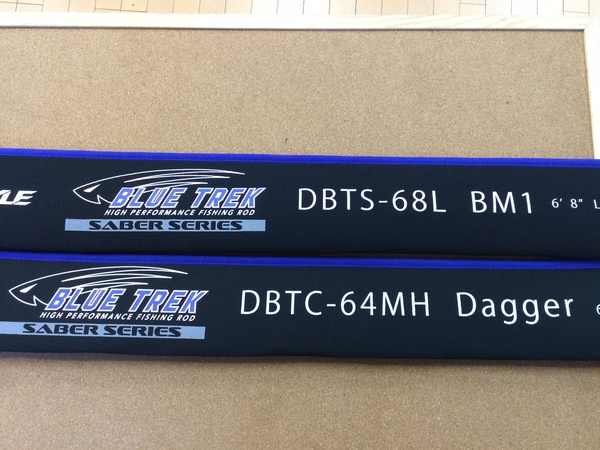 BLUE TREK DBTS-68L BM1 6' 8" L
HIGH PERFORMANCE FISHING ROD
SABER SERIES
BLUE TREK DBTC-64MH Dagger
HIGH PERFORMANCE FISHING ROD
SABER SERIES